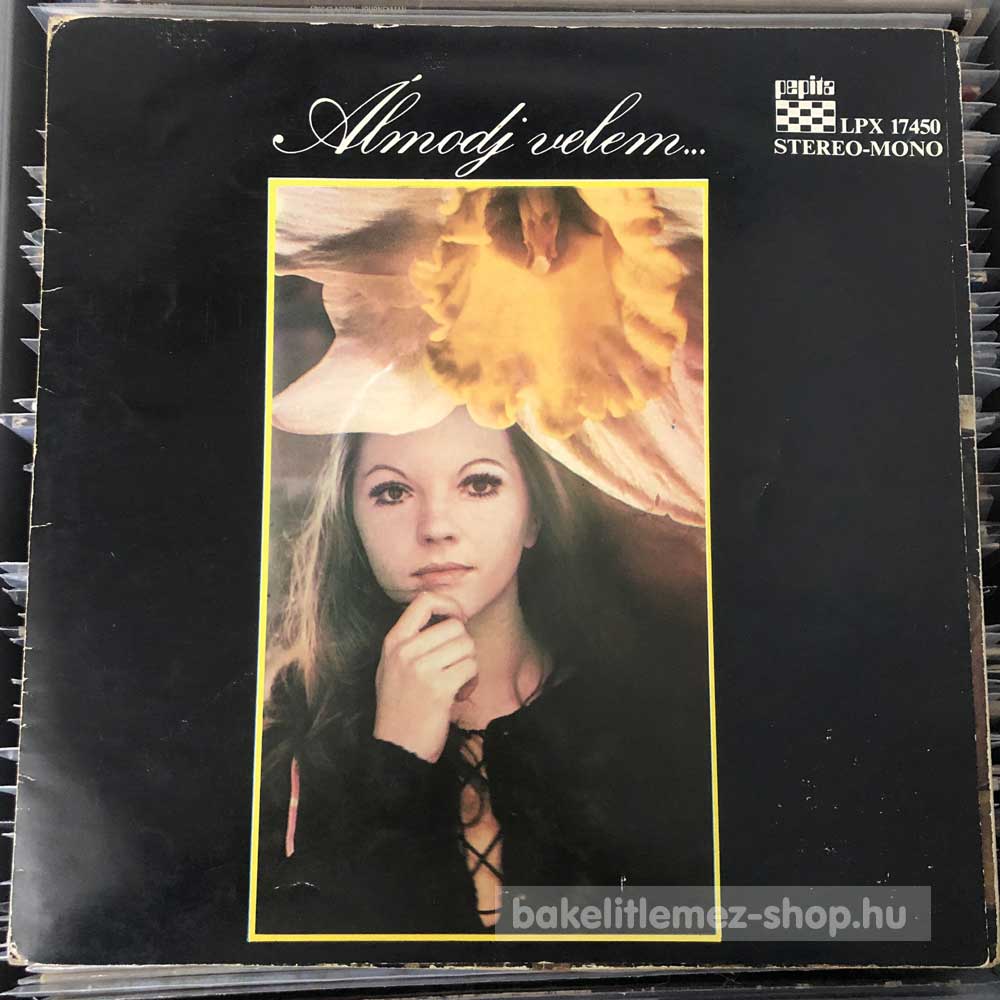 Álmodj velem...
pepita
LPX 17450
STEREO-MONO
bakelitlemez-shop.hu